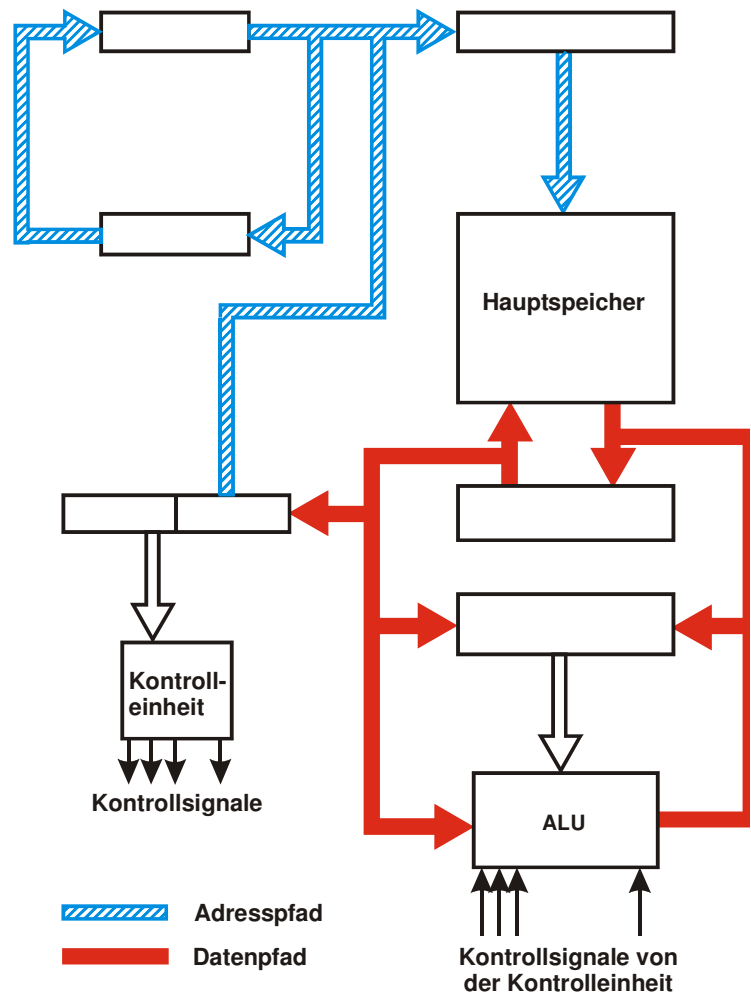 Hauptspeicher
Kontroll-
einheit
Kontrollsignale
ALU
Adresspfad
Datenpfad
Kontrollsignale von
der Kontrolleinheit